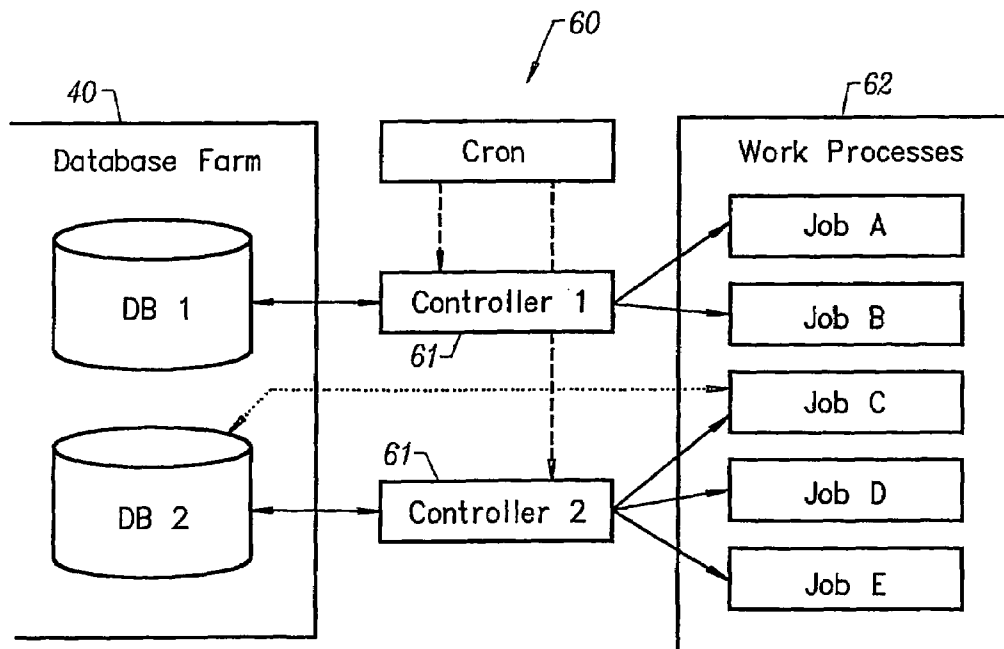 60
40
62
Database Farm
Cron
Work Processes
Job A
DB 1
Controller 1
Job B
61
Job C
61
DB 2
Controller 2
Job D
Job E